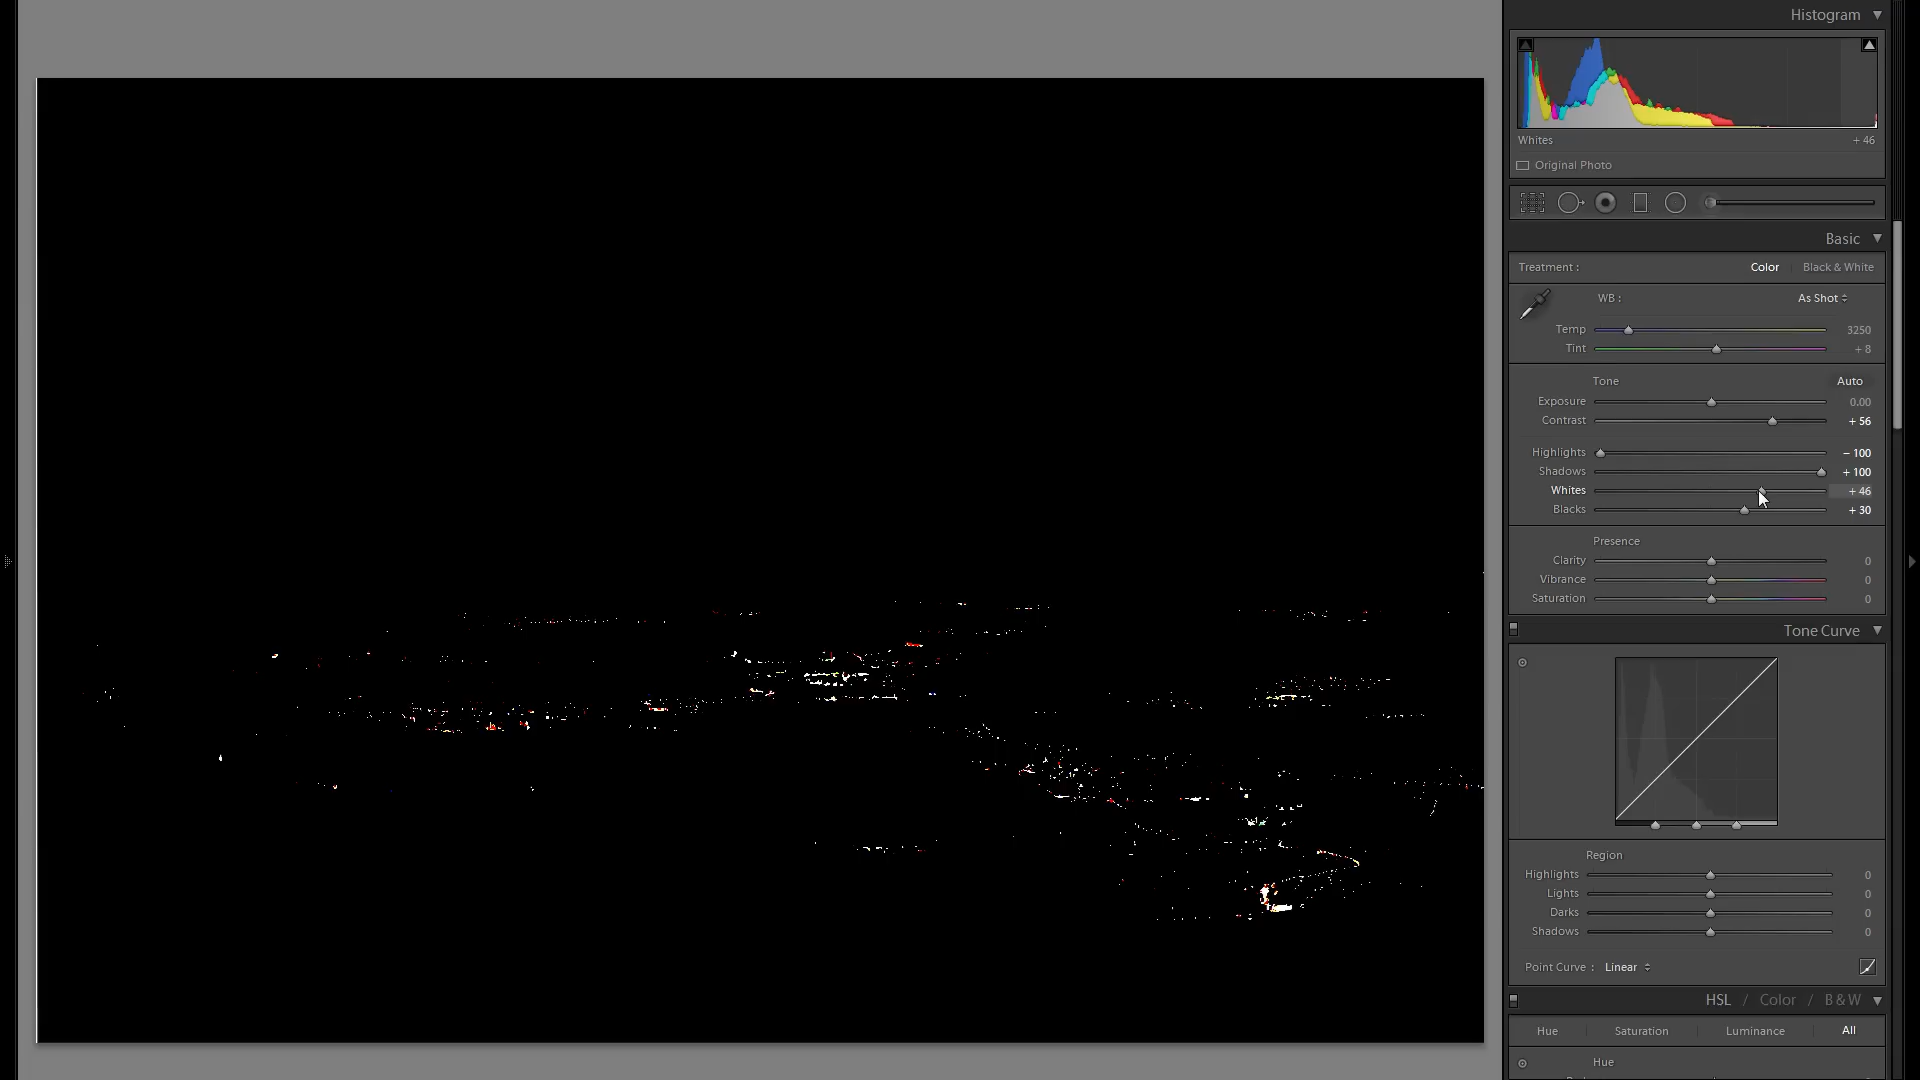 Histogram
Whites + 46
Original Photo
Basic
Treatment : Color Black & White
WB : As Shot
Temp 3250
Tint + 8
Tone Auto
Exposure 0.00
Contrast + 56
Highlights − 100
Shadows + 100
Whites + 46
Blacks + 30
Presence
Clarity 0
Vibrance 0
Saturation 0
Tone Curve
Region
Highlights 0
Lights 0
Darks 0
Shadows 0
Point Curve : Linear
HSL / Color / B & W
Hue Saturation Luminance All
Hue